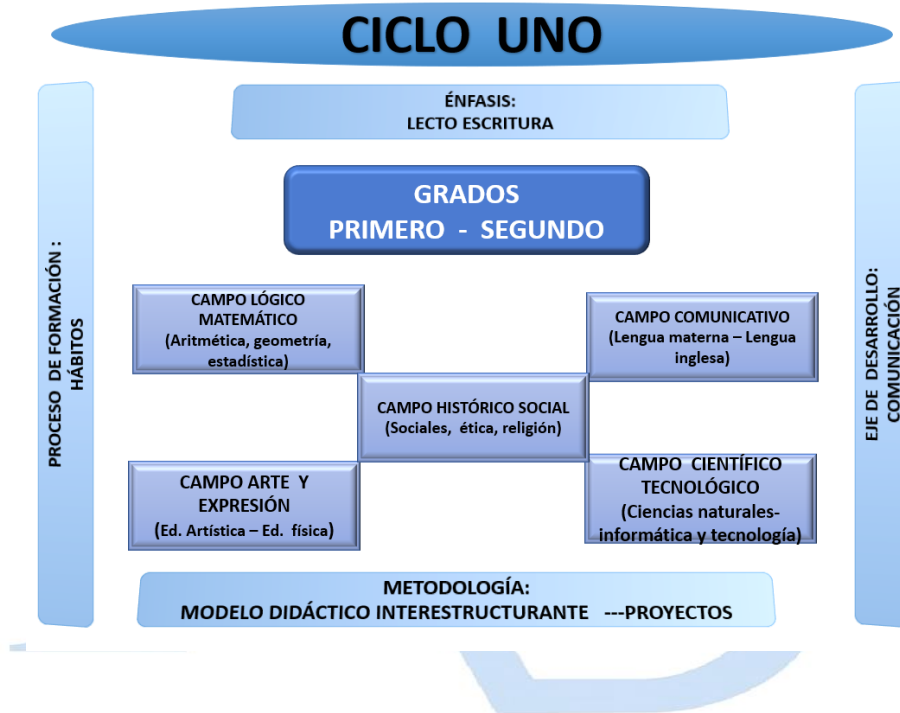 CICLO UNO
ÉNFASIS:
LECTO ESCRITURA
GRADOS
PRIMERO - SEGUNDO
PROCESO DE FORMACIÓN :
HÁBITOS
CAMPO LÓGICO
MATEMÁTICO
(Aritmética, geometría,
estadística)
CAMPO COMUNICATIVO
(Lengua materna – Lengua
inglesa)
CAMPO HISTÓRICO SOCIAL
(Sociales, ética, religión)
CAMPO ARTE Y
EXPRESIÓN
(Ed. Artística – Ed. física)
CAMPO CIENTÍFICO
TECNOLÓGICO
(Ciencias naturales-
informática y tecnología)
EJE DE DESARROLLO:
COMUNICACIÓN
METODOLOGÍA:
MODELO DIDÁCTICO INTERESTRUCTURANTE ---PROYECTOS